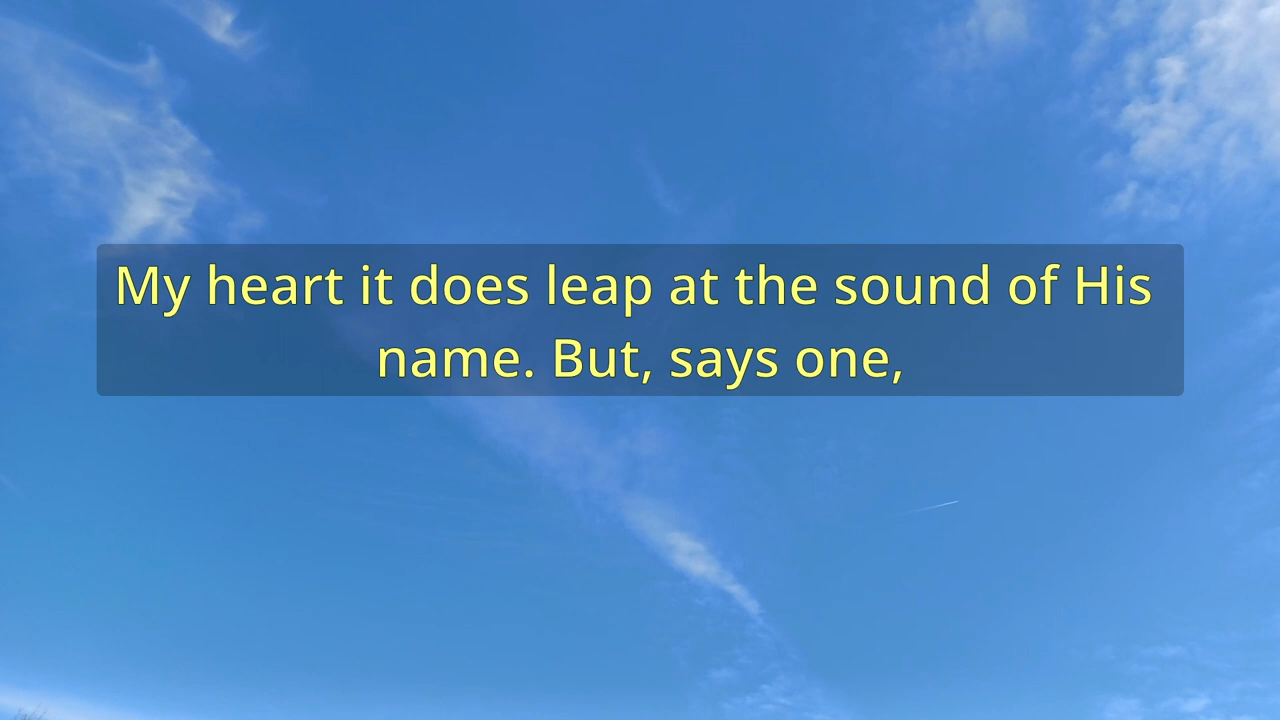 My heart it does leap at the sound of His
name. But, says one,